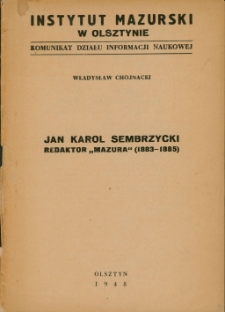 INSTYTUT MAZURSKI
W OLSZTYNIE
KOMUNIKAT DZIAŁU INFORMACJI NAUKOWEJ
WŁADYSŁAW CHOJNACKI
JAN KAROL SEMBRZYCKI
REDAKTOR „MAZURA" (1883–1885)
OLSZTYN
1948